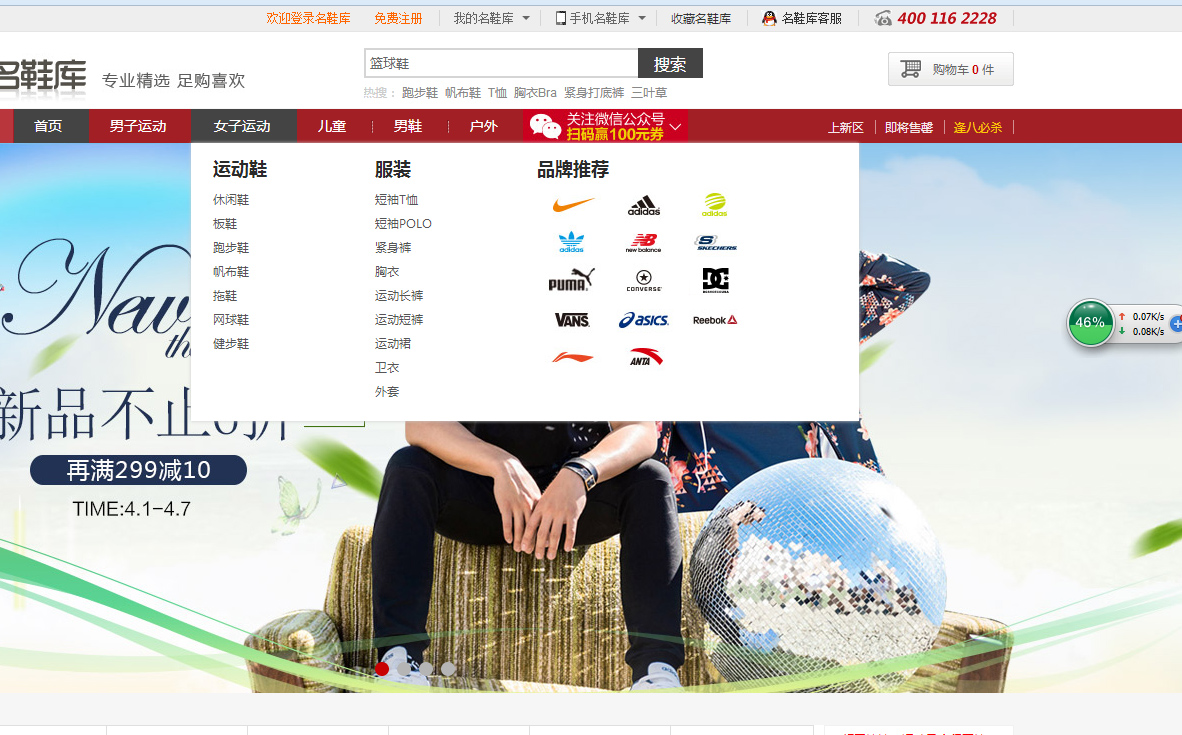 欢迎登录名鞋库 免费注册 我的名鞋库 手机名鞋库 收藏名鞋库 名鞋库客服 400 116 2228
名鞋库 专业精选 足购喜欢
篮球鞋 搜索
购物车 0 件
热搜： 跑步鞋 帆布鞋 T恤 胸衣Bra 紧身打底裤 三叶草
首页 男子运动 女子运动 儿童 男鞋 户外
关注微信公众号
扫码赢100元券
上新区 即将售罄 逢八必杀
运动鞋
休闲鞋
板鞋
跑步鞋
帆布鞋
拖鞋
网球鞋
健步鞋
服装
短袖T恤
短袖POLO
紧身裤
胸衣
运动长裤
运动短裤
运动裙
卫衣
外套
品牌推荐
adidas adidas
adidas new balance SKECHERS
PUMA CONVERSE DC
VANS asics Reebok
ANTA
New
th
新品不止6折
再满299减10
TIME:4.1-4.7
46%
0.07K/s
0.08K/s